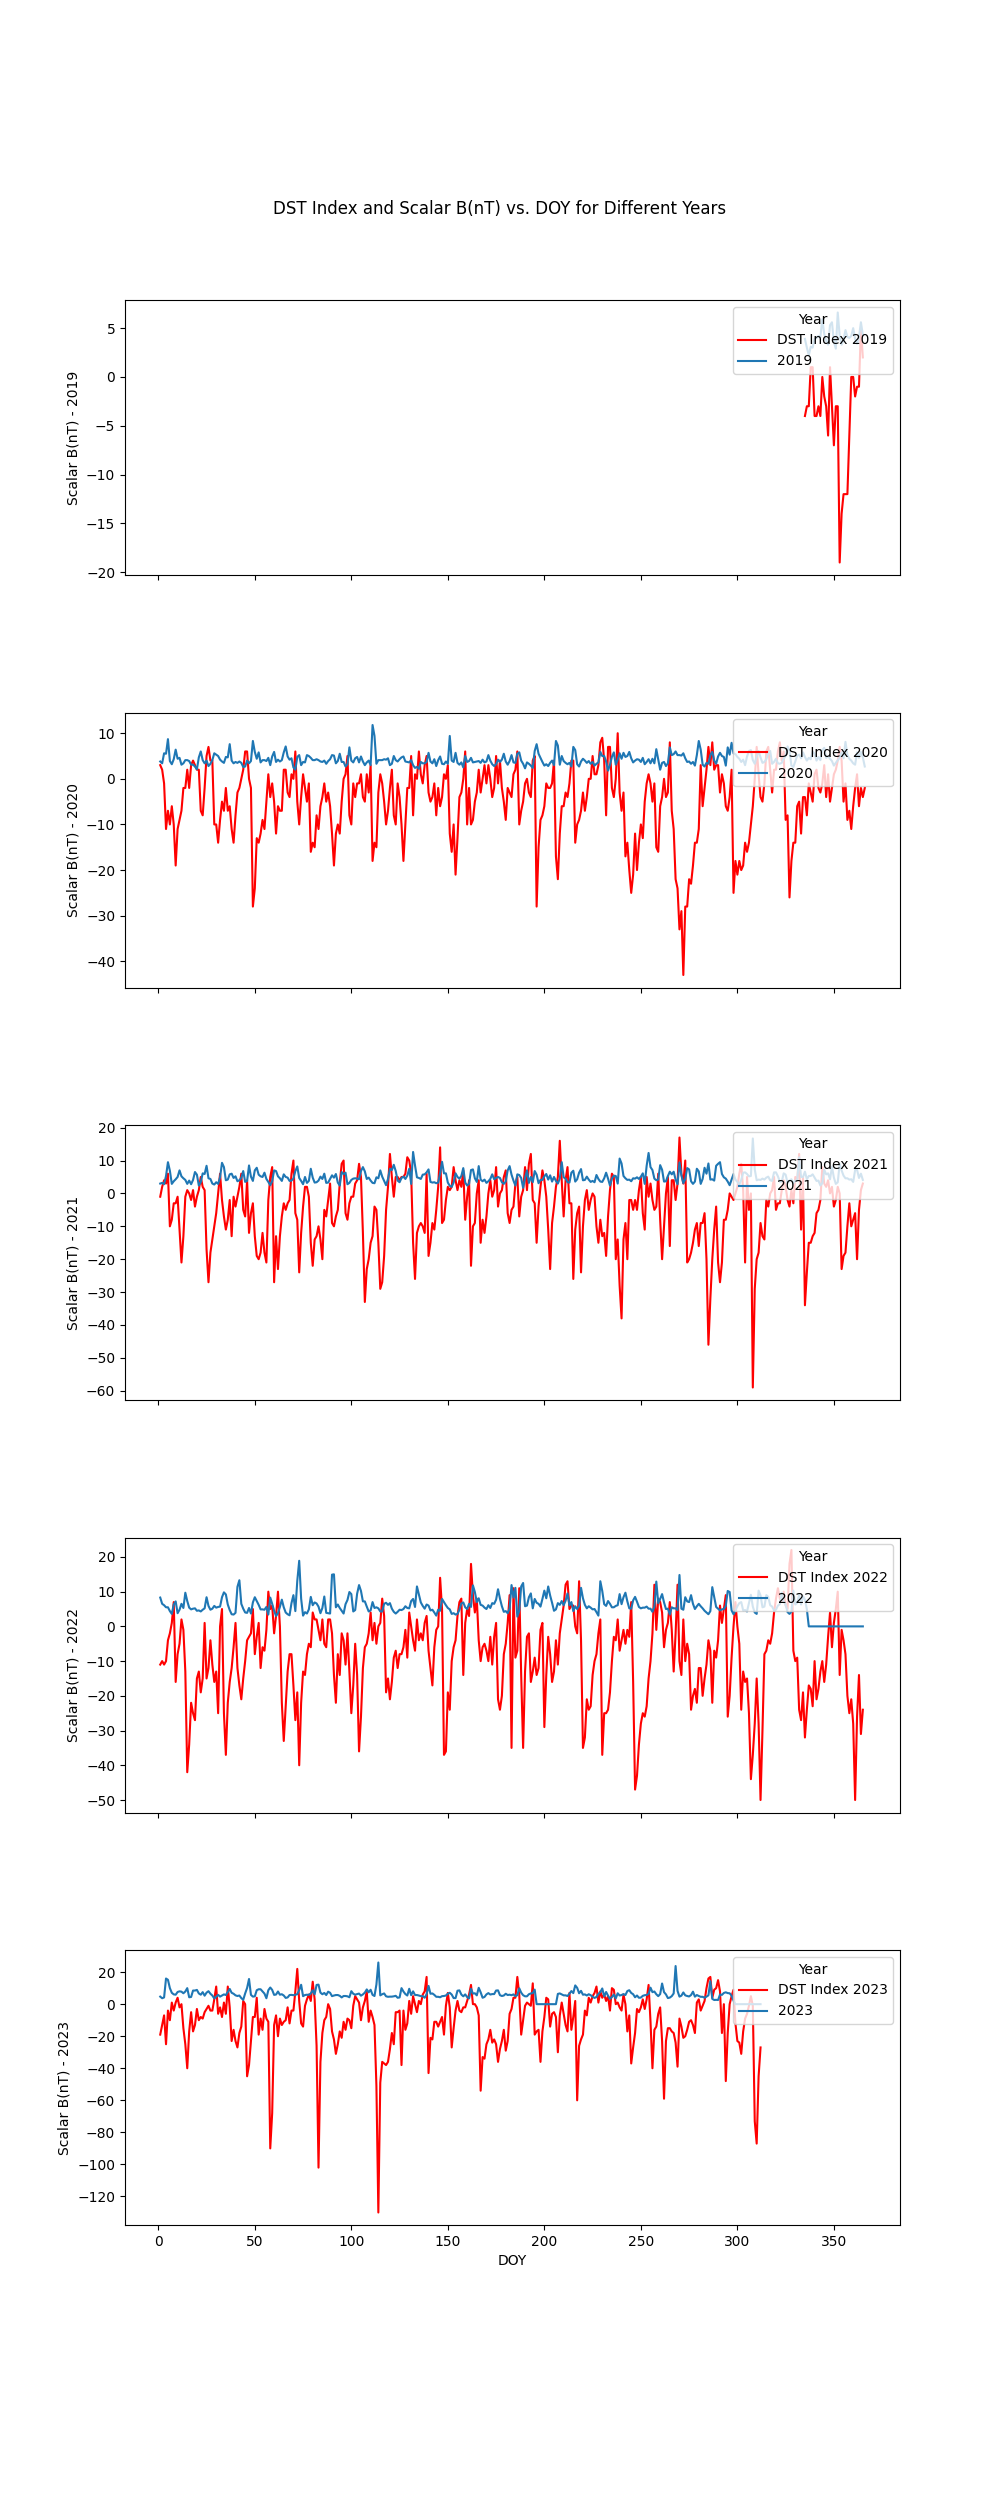 DST Index and Scalar B(nT) vs. DOY for Different Years
Scalar B(nT) - 2019
5
0
−5
−10
−15
−20
Year
DST Index 2019
2019
Scalar B(nT) - 2020
10
0
−10
−20
−30
−40
Year
DST Index 2020
2020
Scalar B(nT) - 2021
20
10
0
−10
−20
−30
−40
−50
−60
Year
DST Index 2021
2021
Scalar B(nT) - 2022
20
10
0
−10
−20
−30
−40
−50
Year
DST Index 2022
2022
Scalar B(nT) - 2023
20
0
−20
−40
−60
−80
−100
−120
Year
DST Index 2023
2023
0 50 100 150 200 250 300 350
DOY